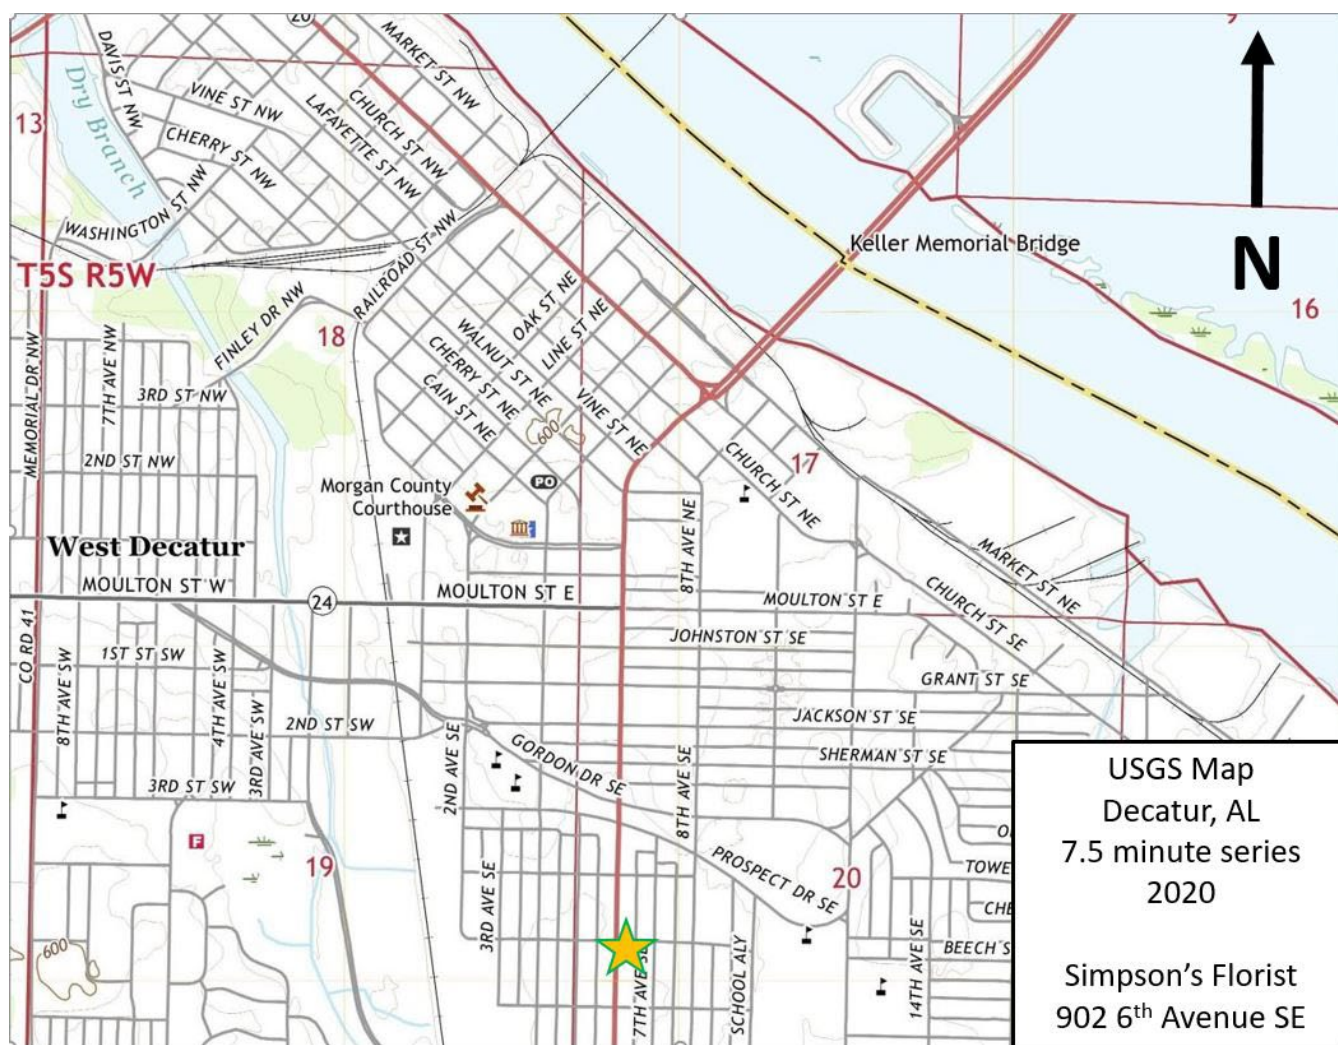 20
MARKET ST NW
DAVIS ST NW
Dry Branch
VINE ST NW
CHURCH ST NW
LAFAYETTE ST NW
CHERRY ST NW
13
WASHINGTON ST NW
T5S R5W
RAILROAD ST NW
FINLEY DR NW
18
Keller Memorial Bridge
N
16
OAK ST NE
LINE ST NE
WALNUT ST NE
CHERRY ST NE
CAIN ST NE
VINE ST NE
600
MEMORIAL DR NW
7TH AVE NW
3RD ST NW
2ND ST NW
Morgan County
Courthouse
PO
CHURCH ST NE
17
8TH AVE NE
MARKET ST NE
West Decatur
MOULTON ST W
24
MOULTON ST E
MOULTON ST E
CHURCH ST SE
JOHNSTON ST SE
CO RD 41
1ST ST SW
8TH AVE SW
4TH AVE SW
3RD AVE SW
2ND ST SW
GRANT ST SE
JACKSON ST SE
SHERMAN ST SE
2ND AVE SE
GORDON DR SE
8TH AVE SE
3RD ST SW
F
19
PROSPECT DR SE
20
TOWE
CHE
BEECH S
3RD AVE SE
7TH AVE SE
SCHOOL ALY
14TH AVE SE
600
USGS Map
Decatur, AL
7.5 minute series
2020
Simpson's Florist
902 6th Avenue SE